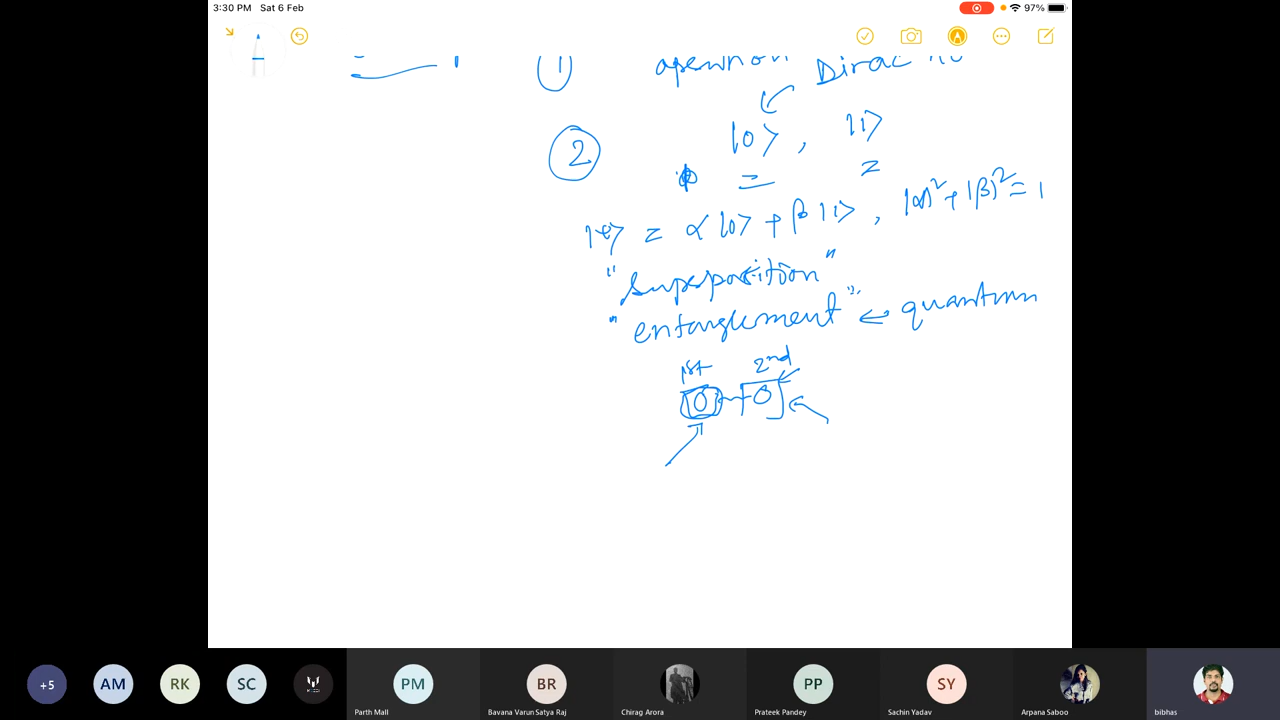 3:30 PM Sat 6 Feb
97%
1 Dirac
2 |0⟩ , |1⟩
|ψ⟩ = α|0⟩ + β|1⟩ , |α|² + |β|² = 1
"superposition"
"entanglement" ← quantum
1st 2nd
0 0
+5
AM
RK
SC
PM
BR
PP
SY
Parth Mall
Bavana Varun Satya Raj
Chirag Arora
Prateek Pandey
Sachin Yadav
Arpana Saboo
bibhas